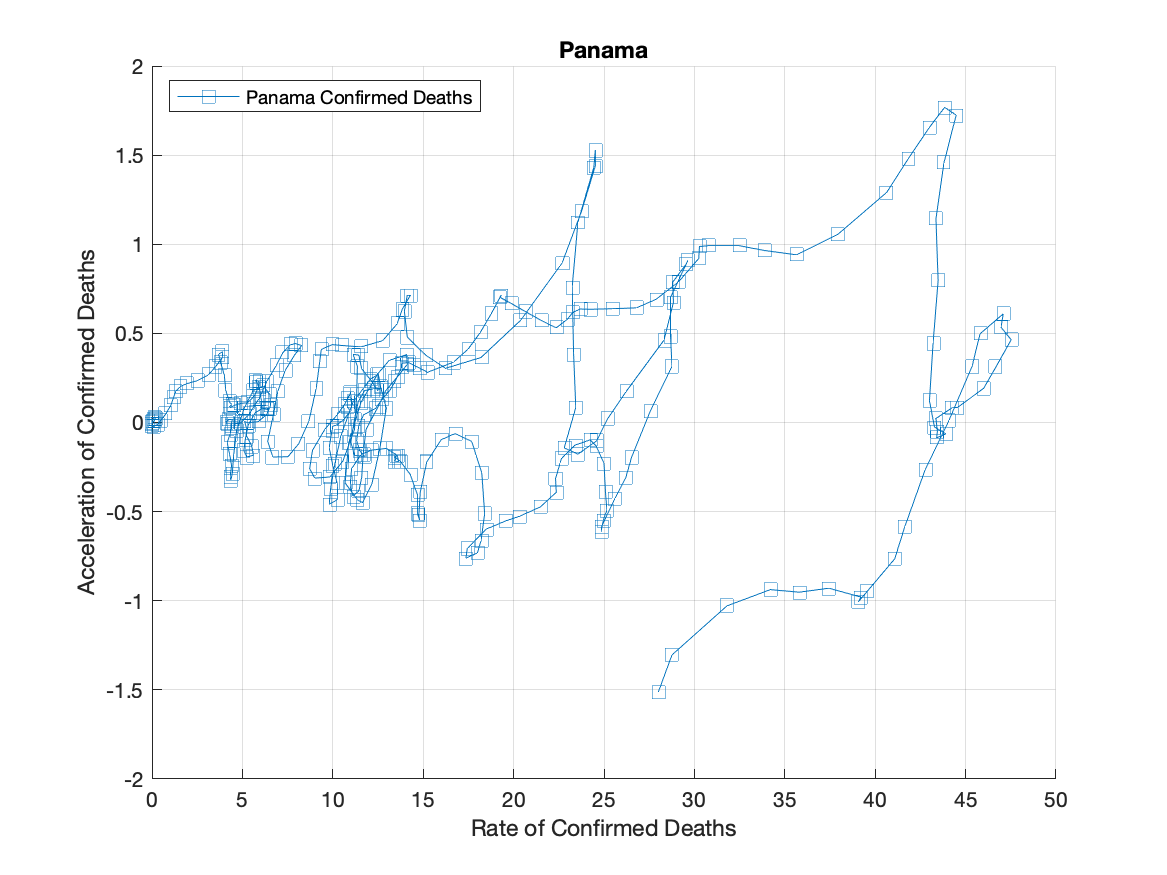 Panama
Panama Confirmed Deaths
2
1.5
1
0.5
0
-0.5
-1
-1.5
-2
Acceleration of Confirmed Deaths
0 5 10 15 20 25 30 35 40 45 50
Rate of Confirmed Deaths